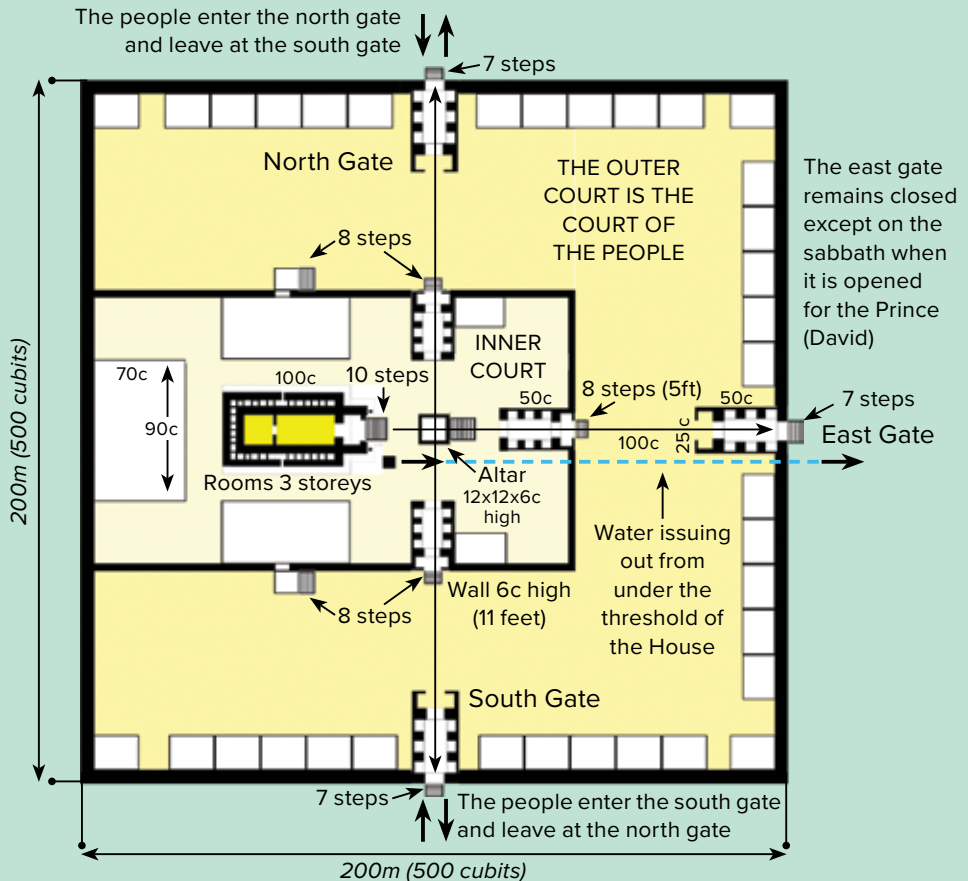 The people enter the north gate
and leave at the south gate
7 steps
North Gate
THE OUTER
COURT IS THE
COURT OF
THE PEOPLE
The east gate
remains closed
except on the
sabbath when
it is opened
for the Prince
(David)
8 steps
INNER
COURT
70c
100c
10 steps
90c
50c
8 steps (5ft)
50c
7 steps
100c
25c
East Gate
Rooms 3 storeys
Altar
12x12x6c
high
Water issuing
out from
under the
threshold of
the House
Wall 6c high
(11 feet)
8 steps
South Gate
7 steps
The people enter the south gate
and leave at the north gate
200m (500 cubits)
200m (500 cubits)